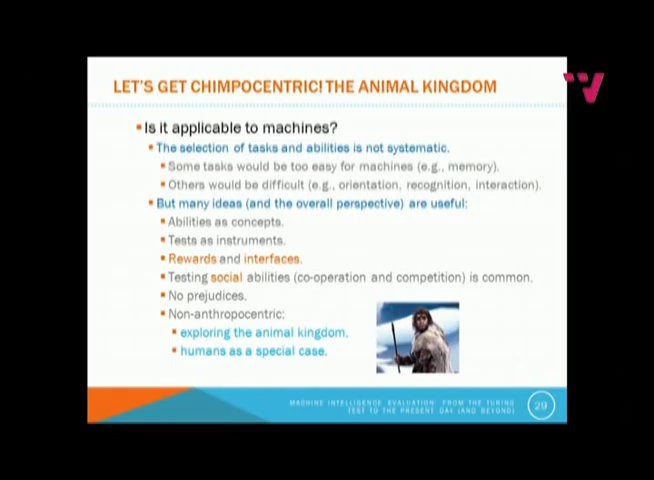 LET'S GET CHIMPOCENTRIC! THE ANIMAL KINGDOM
Is it applicable to machines?
The selection of tasks and abilities is not systematic.
Some tasks would be too easy for machines (e.g., memory).
Others would be difficult (e.g., orientation, recognition, interaction).
But many ideas (and the overall perspective) are useful:
Abilities as concepts.
Tests as instruments.
Rewards and interfaces.
Testing social abilities (co-operation and competition) is common.
No prejudices.
Non-anthropocentric:
exploring the animal kingdom.
humans as a special case.
MACHINE INTELLIGENCE EVALUATION: FROM THE TURING
TEST TO THE PRESENT DAY (AND BEYOND)
29